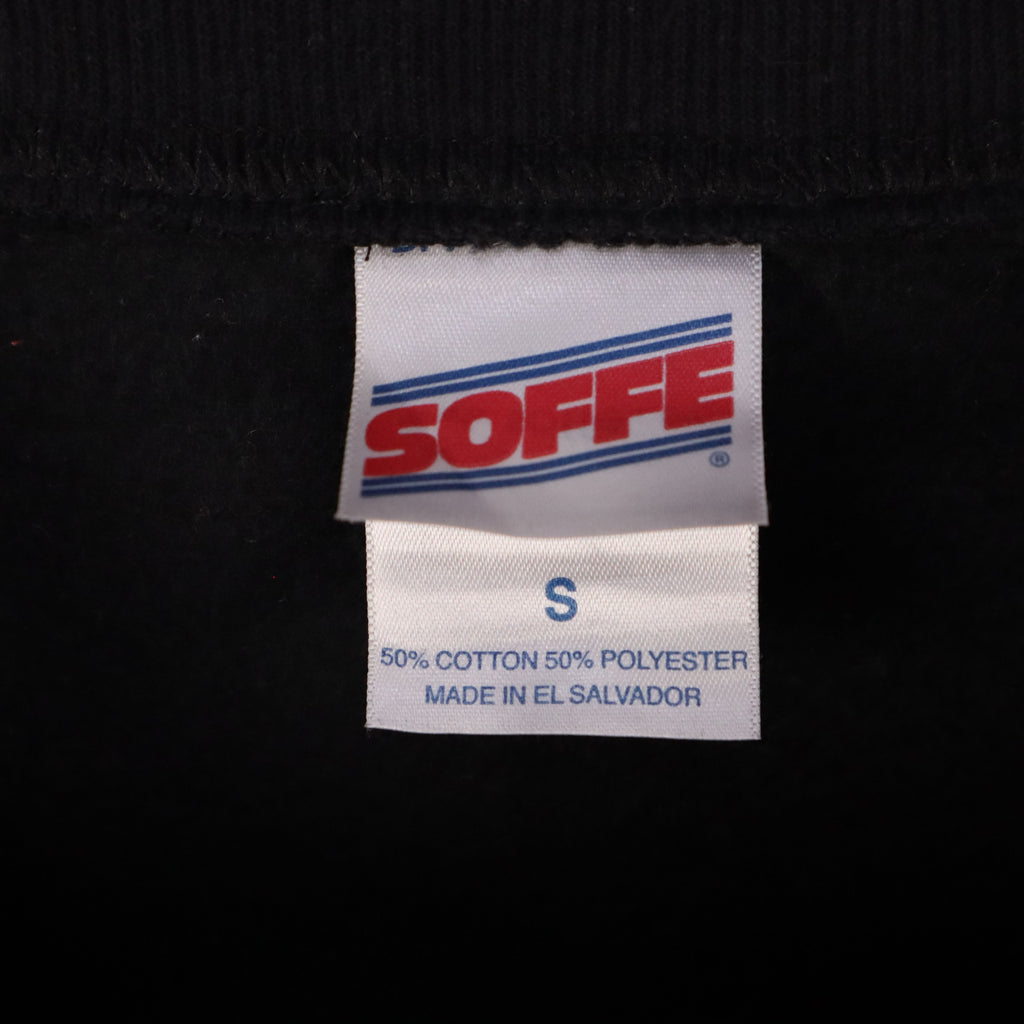 SOFFE
®
S
50% COTTON 50% POLYESTER
MADE IN EL SALVADOR